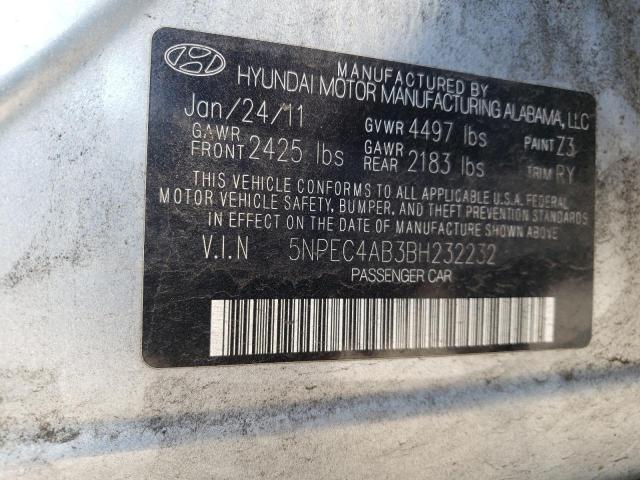 MANUFACTURED BY
HYUNDAI MOTOR MANUFACTURING ALABAMA, LLC
Jan/24/11 GVWR 4497 lbs PAINT Z3
GAWR FRONT 2425 lbs GAWR REAR 2183 lbs TRIM RY
THIS VEHICLE CONFORMS TO ALL APPLICABLE U.S.A. FEDERAL
MOTOR VEHICLE SAFETY, BUMPER, AND THEFT PREVENTION STANDARDS
IN EFFECT ON THE DATE OF MANUFACTURE SHOWN ABOVE.
V.I.N 5NPEC4AB3BH232232
PASSENGER CAR